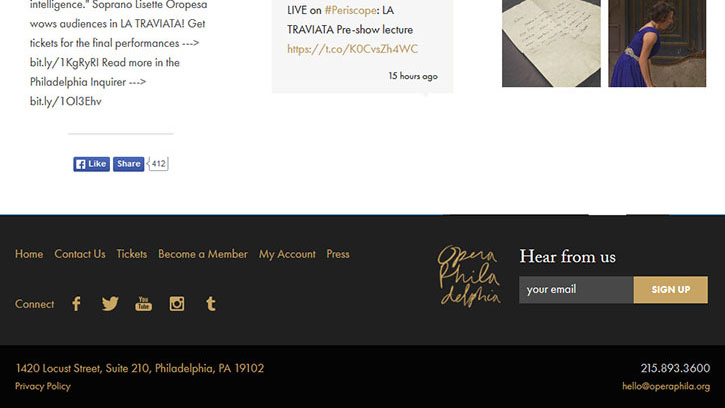 intelligence." Soprano Lisette Oropesa
wows audiences in LA TRAVIATA! Get
tickets for the final performances --->
bit.ly/1KgRyRI Read more in the
Philadelphia Inquirer --->
bit.ly/1Ol3Ehv
LIVE on #Periscope: LA
TRAVIATA Pre-show lecture
https://t.co/K0CvsZh4WC
15 hours ago
Like Share 412
Home Contact Us Tickets Become a Member My Account Press
Connect
You Tube
Opera
Phila
delphia
Hear from us
your email SIGN UP
1420 Locust Street, Suite 210, Philadelphia, PA 19102
Privacy Policy
215.893.3600
hello@operaphila.org